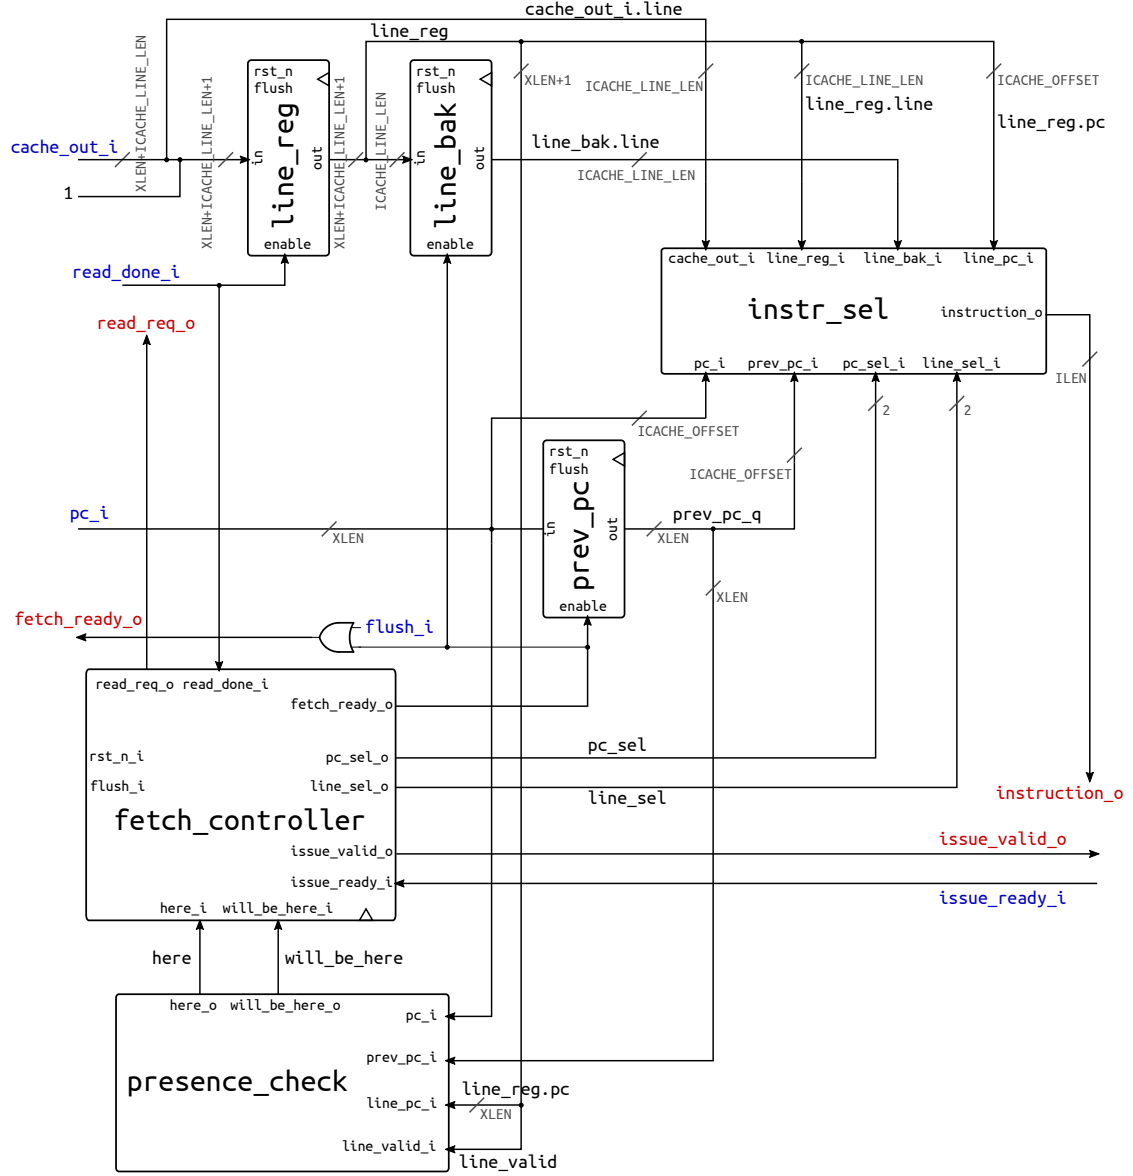 cache_out_i.line
line_reg
XLEN+ICACHE_LINE_LEN
XLEN+ICACHE_LINE_LEN+1
rst_n
flush
in
line_reg
out
enable
XLEN+ICACHE_LINE_LEN+1
ICACHE_LINE_LEN
rst_n
flush
in
line_bak
out
enable
XLEN+1
ICACHE_LINE_LEN
ICACHE_LINE_LEN
line_reg.line
ICACHE_OFFSET
line_reg.pc
cache_out_i
1
line_bak.line
ICACHE_LINE_LEN
read_done_i
read_req_o
cache_out_i line_reg_i line_bak_i line_pc_i
instr_sel
instruction_o
pc_i prev_pc_i pc_sel_i line_sel_i
ILEN
2
2
ICACHE_OFFSET
ICACHE_OFFSET
rst_n
flush
in
prev_pc
out
enable
pc_i
XLEN
prev_pc_q
XLEN
XLEN
fetch_ready_o
flush_i
read_req_o read_done_i
fetch_ready_o
rst_n_i
pc_sel_o
flush_i
line_sel_o
fetch_controller
issue_valid_o
issue_ready_i
here_i will_be_here_i
pc_sel
line_sel
instruction_o
issue_valid_o
issue_ready_i
here
will_be_here
here_o will_be_here_o
pc_i
prev_pc_i
presence_check
line_pc_i
line_valid_i
line_reg.pc
XLEN
line_valid